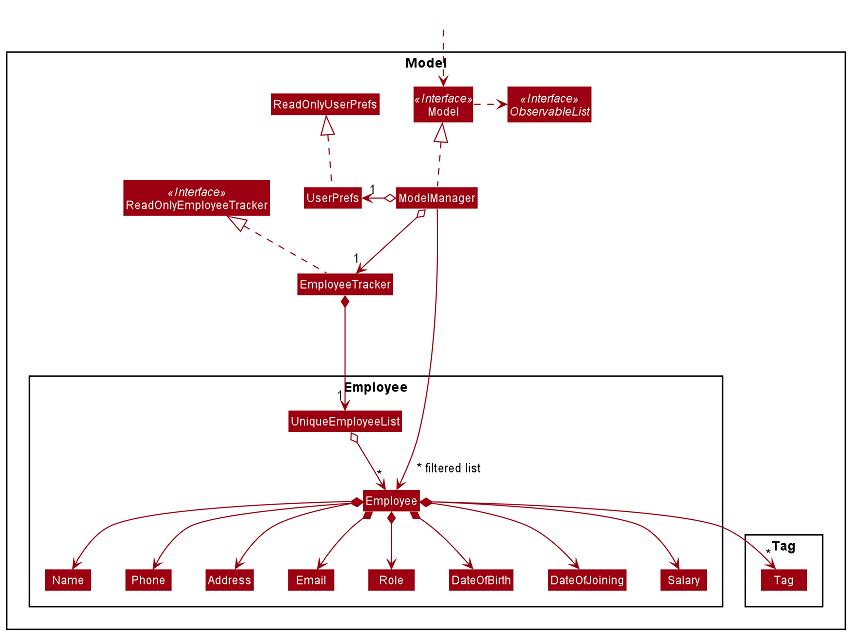 Model
ReadOnlyUserPrefs
«Interface»
Model
«Interface»
ObservableList
«Interface»
ReadOnlyEmployeeTracker
UserPrefs
1
ModelManager
1
EmployeeTracker
Employee
1
UniqueEmployeeList
*
* filtered list
Employee
Tag
*
Name
Phone
Address
Email
Role
DateOfBirth
DateOfJoining
Salary
Tag